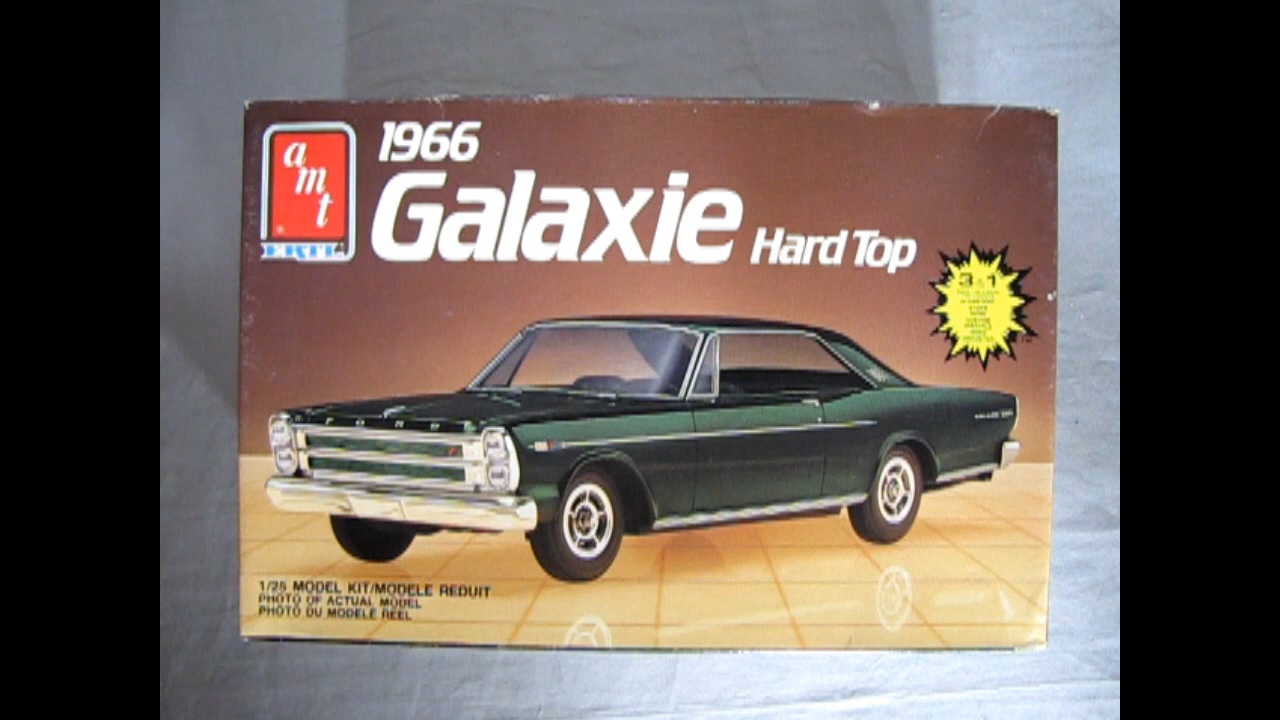 amt
ERTL
1966
Galaxie Hard Top
3 in 1
FORD
1/25 MODEL KIT/MODELE REDUIT
PHOTO OF ACTUAL MODEL
PHOTO DU MODELE REEL